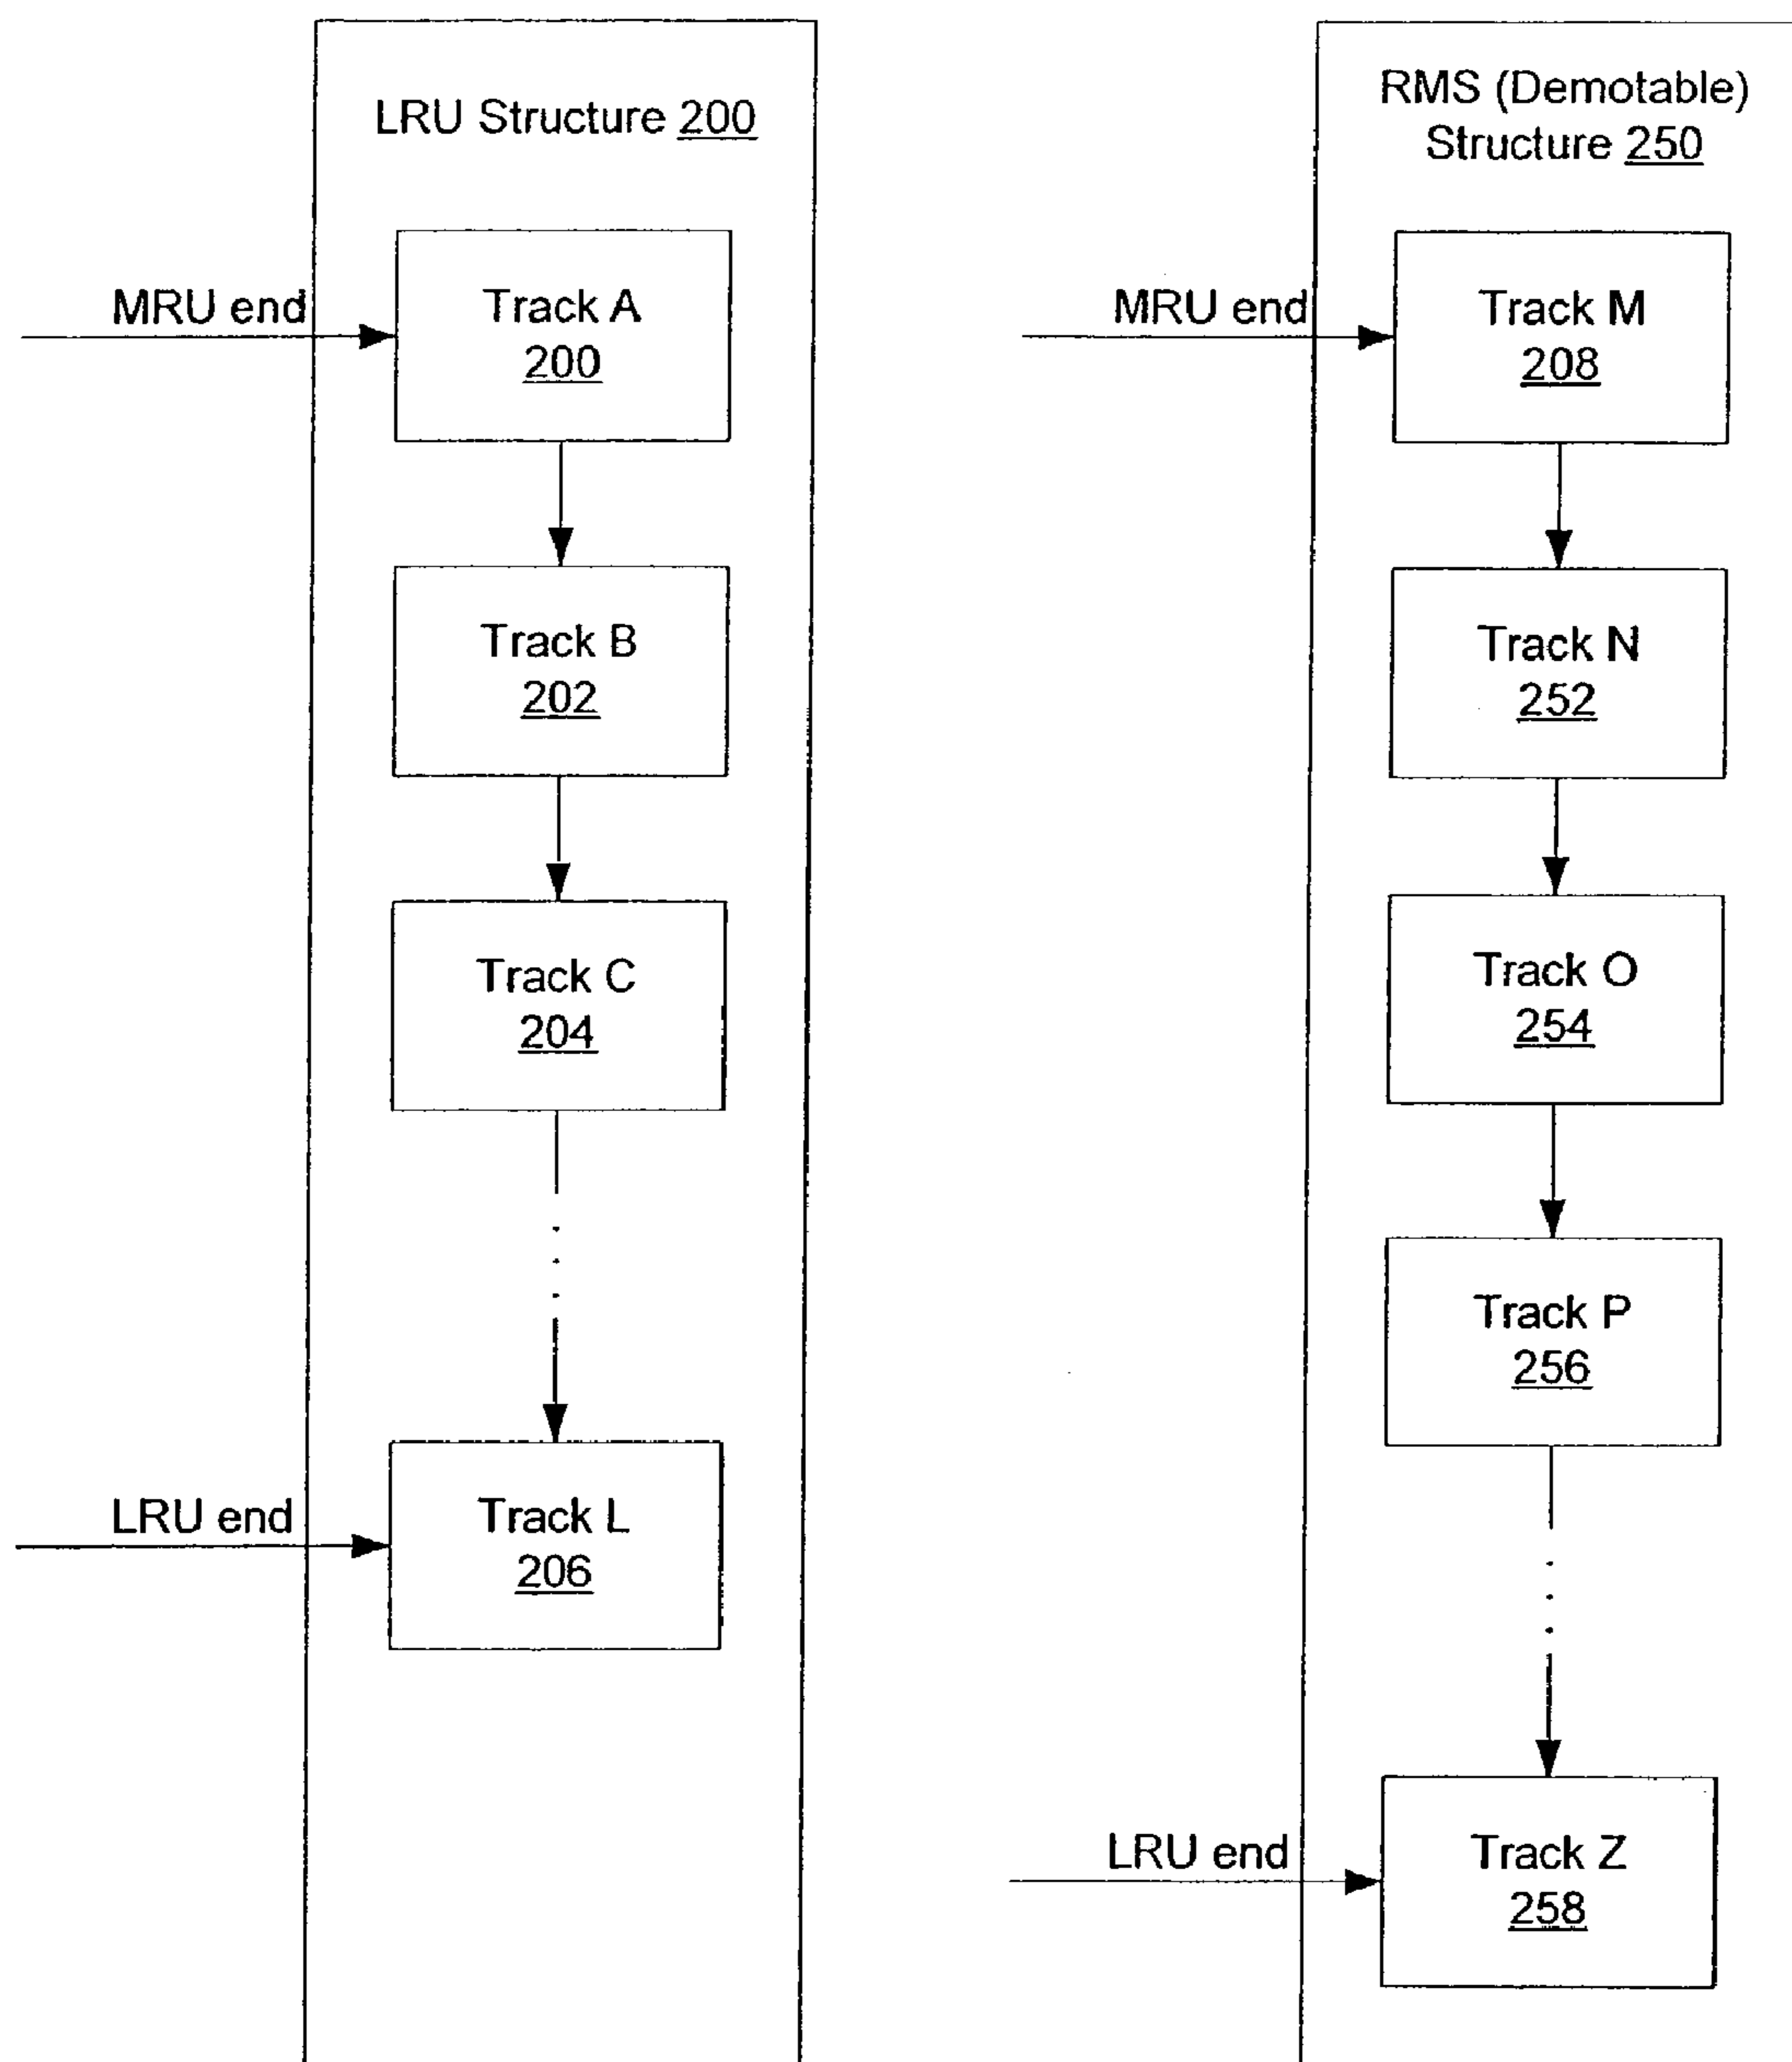 LRU Structure 200
MRU end
Track A
200
Track B
202
Track C
204
LRU end
Track L
206
RMS (Demotable)
Structure 250
MRU end
Track M
208
Track N
252
Track O
254
Track P
256
LRU end
Track Z
258